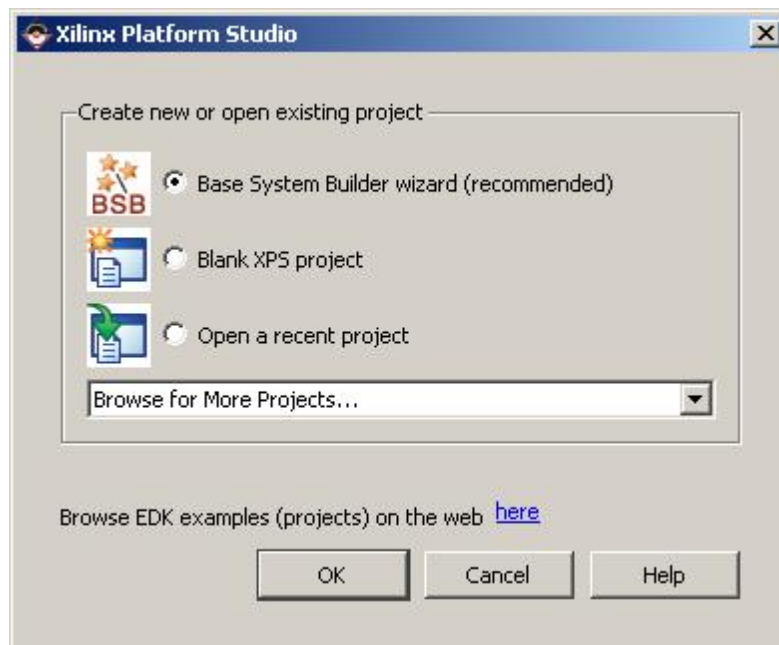 Xilinx Platform Studio
Create new or open existing project
BSB
Base System Builder wizard (recommended)
Blank XPS project
Open a recent project
Browse for More Projects...
Browse EDK examples (projects) on the web here
OK Cancel Help